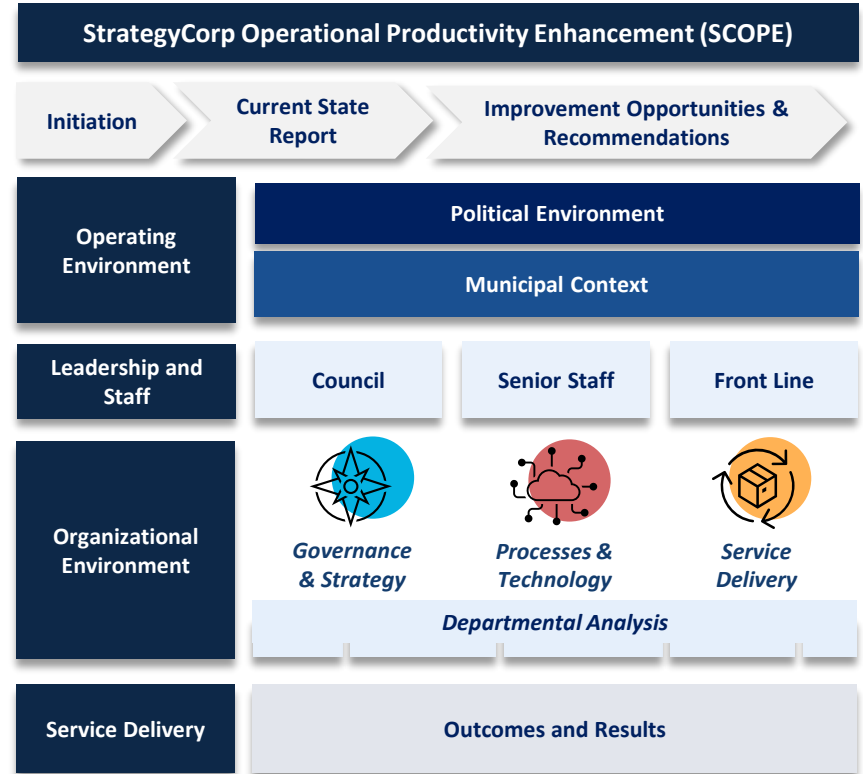 StrategyCorp Operational Productivity Enhancement (SCOPE)
Initiation
Current State
Report
Improvement Opportunities &
Recommendations
Operating
Environment
Political Environment
Municipal Context
Leadership and
Staff
Council
Senior Staff
Front Line
Organizational
Environment
Governance
& Strategy
Processes &
Technology
Service
Delivery
Departmental Analysis
Service Delivery
Outcomes and Results